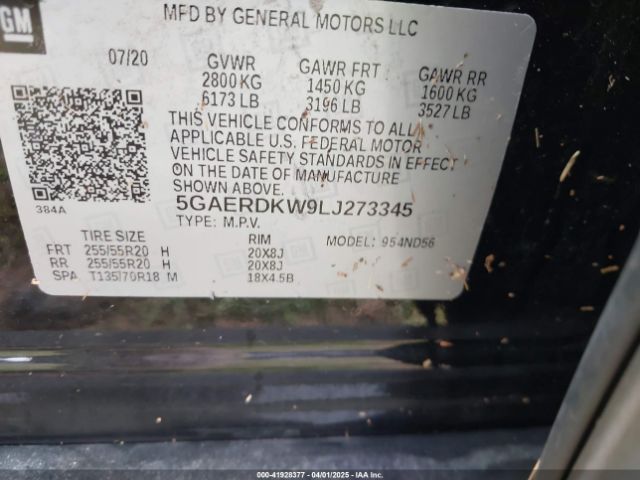 GM
MFD BY GENERAL MOTORS LLC
07/20 GVWR GAWR FRT GAWR RR
2800 KG 1450 KG 1600 KG
6173 LB 3196 LB 3527 LB
THIS VEHICLE CONFORMS TO ALL
APPLICABLE U.S. FEDERAL MOTOR
VEHICLE SAFETY STANDARDS IN EFFECT
ON THE DATE OF MANUFACTURE
SHOWN ABOVE.
384A
5GAERDKW9LJ273345
TYPE: M.P.V.
TIRE SIZE RIM MODEL: 954ND56
FRT 255/55R20 H 20X8J
RR 255/55R20 H 20X8J
SPA T135/70R18 M 18X4.5B
000-41928377 - 04/01/2025 - IAAI.COM